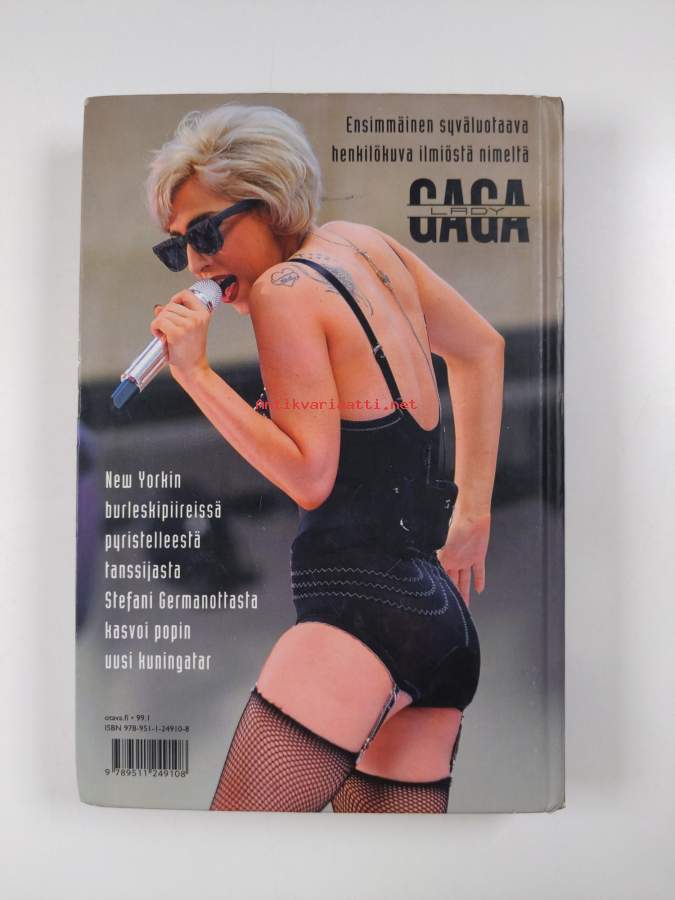 Ensimmäinen syväluotaava
henkilökuva ilmiöstä nimeltä
LADY
GAGA
antikvariaatti.net
New Yorkin
burleskipiireissä
pyristelleestä
tanssijasta
Stefani Germanottasta
kasvoi popin
uusi kuningatar
otava.fi • 99.1
ISBN 978-951-1-24910-8
9 789511 249108